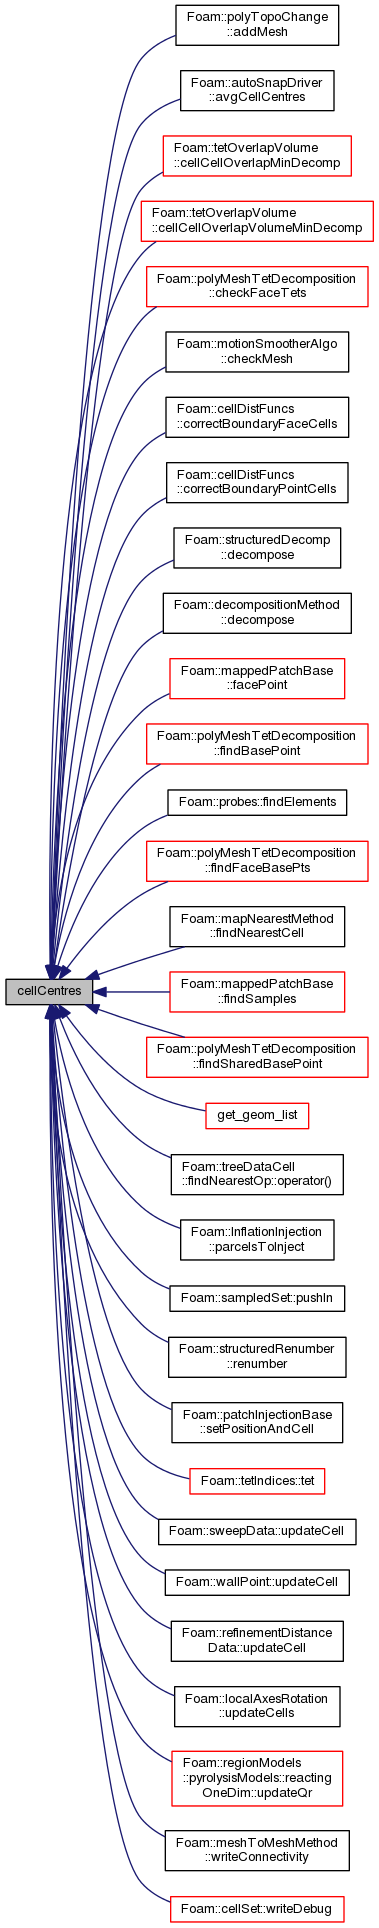 Foam::polyTopoChange
::addMesh
Foam::autoSnapDriver
::avgCellCentres
Foam::tetOverlapVolume
::cellCellOverlapMinDecomp
Foam::tetOverlapVolume
::cellCellOverlapVolumeMinDecomp
Foam::polyMeshTetDecomposition
::checkFaceTets
Foam::motionSmootherAlgo
::checkMesh
Foam::cellDistFuncs
::correctBoundaryFaceCells
Foam::cellDistFuncs
::correctBoundaryPointCells
Foam::structuredDecomp
::decompose
Foam::decompositionMethod
::decompose
Foam::mappedPatchBase
::facePoint
Foam::polyMeshTetDecomposition
::findBasePoint
Foam::probes::findElements
Foam::polyMeshTetDecomposition
::findFaceBasePts
Foam::mapNearestMethod
::findNearestCell
cellCentres
Foam::mappedPatchBase
::findSamples
Foam::polyMeshTetDecomposition
::findSharedBasePoint
get_geom_list
Foam::treeDataCell
::findNearestOp::operator()
Foam::InflationInjection
::parcelsToInject
Foam::sampledSet::pushIn
Foam::structuredRenumber
::renumber
Foam::patchInjectionBase
::setPositionAndCell
Foam::tetIndices::tet
Foam::sweepData::updateCell
Foam::wallPoint::updateCell
Foam::refinementDistance
Data::updateCell
Foam::localAxesRotation
::updateCells
Foam::regionModels
::pyrolysisModels::reacting
OneDim::updateQr
Foam::meshToMeshMethod
::writeConnectivity
Foam::cellSet::writeDebug